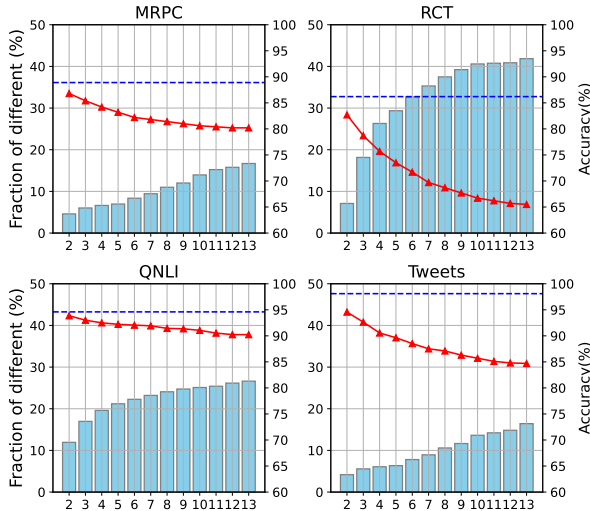 MRPC
RCT
50 100 50 100
95 95
40 90 40 90
85 85
30 80 30 80
75 75
20 70 20 70
10 65 10 65
0 60 0 60
2 3 4 5 6 7 8 9 10 11 12 13
2 3 4 5 6 7 8 9 10 11 12 13
Fraction of different (%)
Accuracy(%)
QNLI
Tweets
50 100 50 100
95 95
40 90 40 90
85 85
30 80 30 80
75 75
20 70 20 70
10 65 10 65
0 60 0 60
2 3 4 5 6 7 8 9 10 11 12 13
2 3 4 5 6 7 8 9 10 11 12 13
Fraction of different (%)
Accuracy(%)